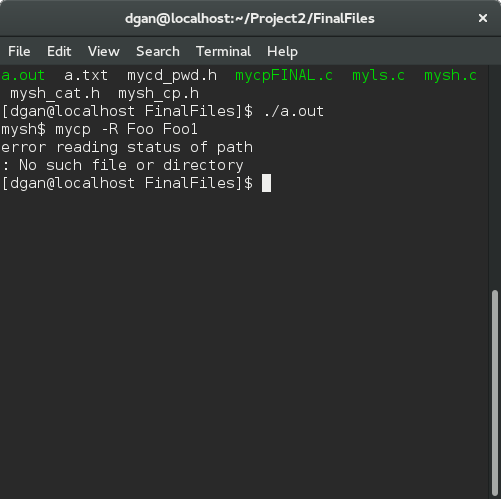 dgan@localhost:~/Project2/FinalFiles
File Edit View Search Terminal Help
a.out a.txt mycd_pwd.h mycpFINAL.c myls.c mysh.c
mysh_cat.h mysh_cp.h
[dgan@localhost FinalFiles]$ ./a.out
mysh$ mycp -R Foo Foo1
error reading status of path
: No such file or directory
[dgan@localhost FinalFiles]$